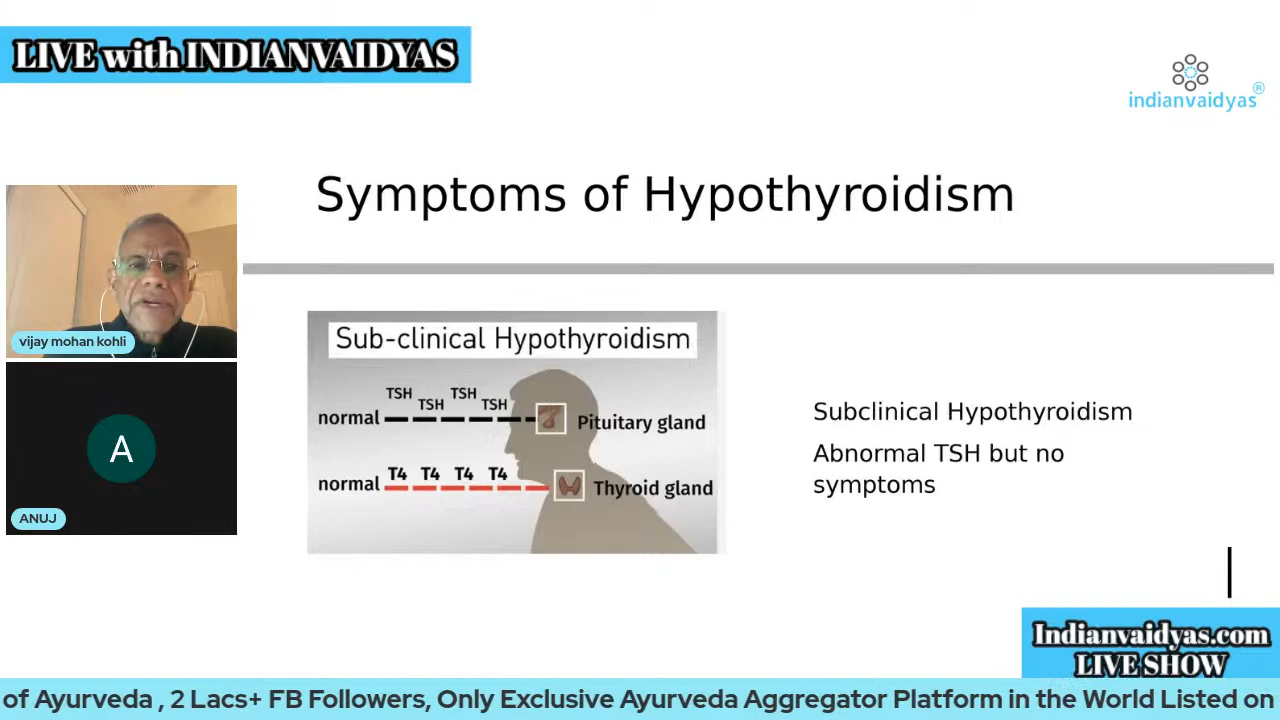 LIVE with INDIANVAIDYAS
indianvaidyas®
Symptoms of Hypothyroidism
vijay mohan kohli
A
ANUJ
Sub-clinical Hypothyroidism
TSH TSH TSH TSH
normal
Pituitary gland
T4 T4 T4 T4
normal
Thyroid gland
Subclinical Hypothyroidism
Abnormal TSH but no
symptoms
Indianvaidyas.com
LIVE SHOW
of Ayurveda , 2 Lacs+ FB Followers, Only Exclusive Ayurveda Aggregator Platform in the World Listed on